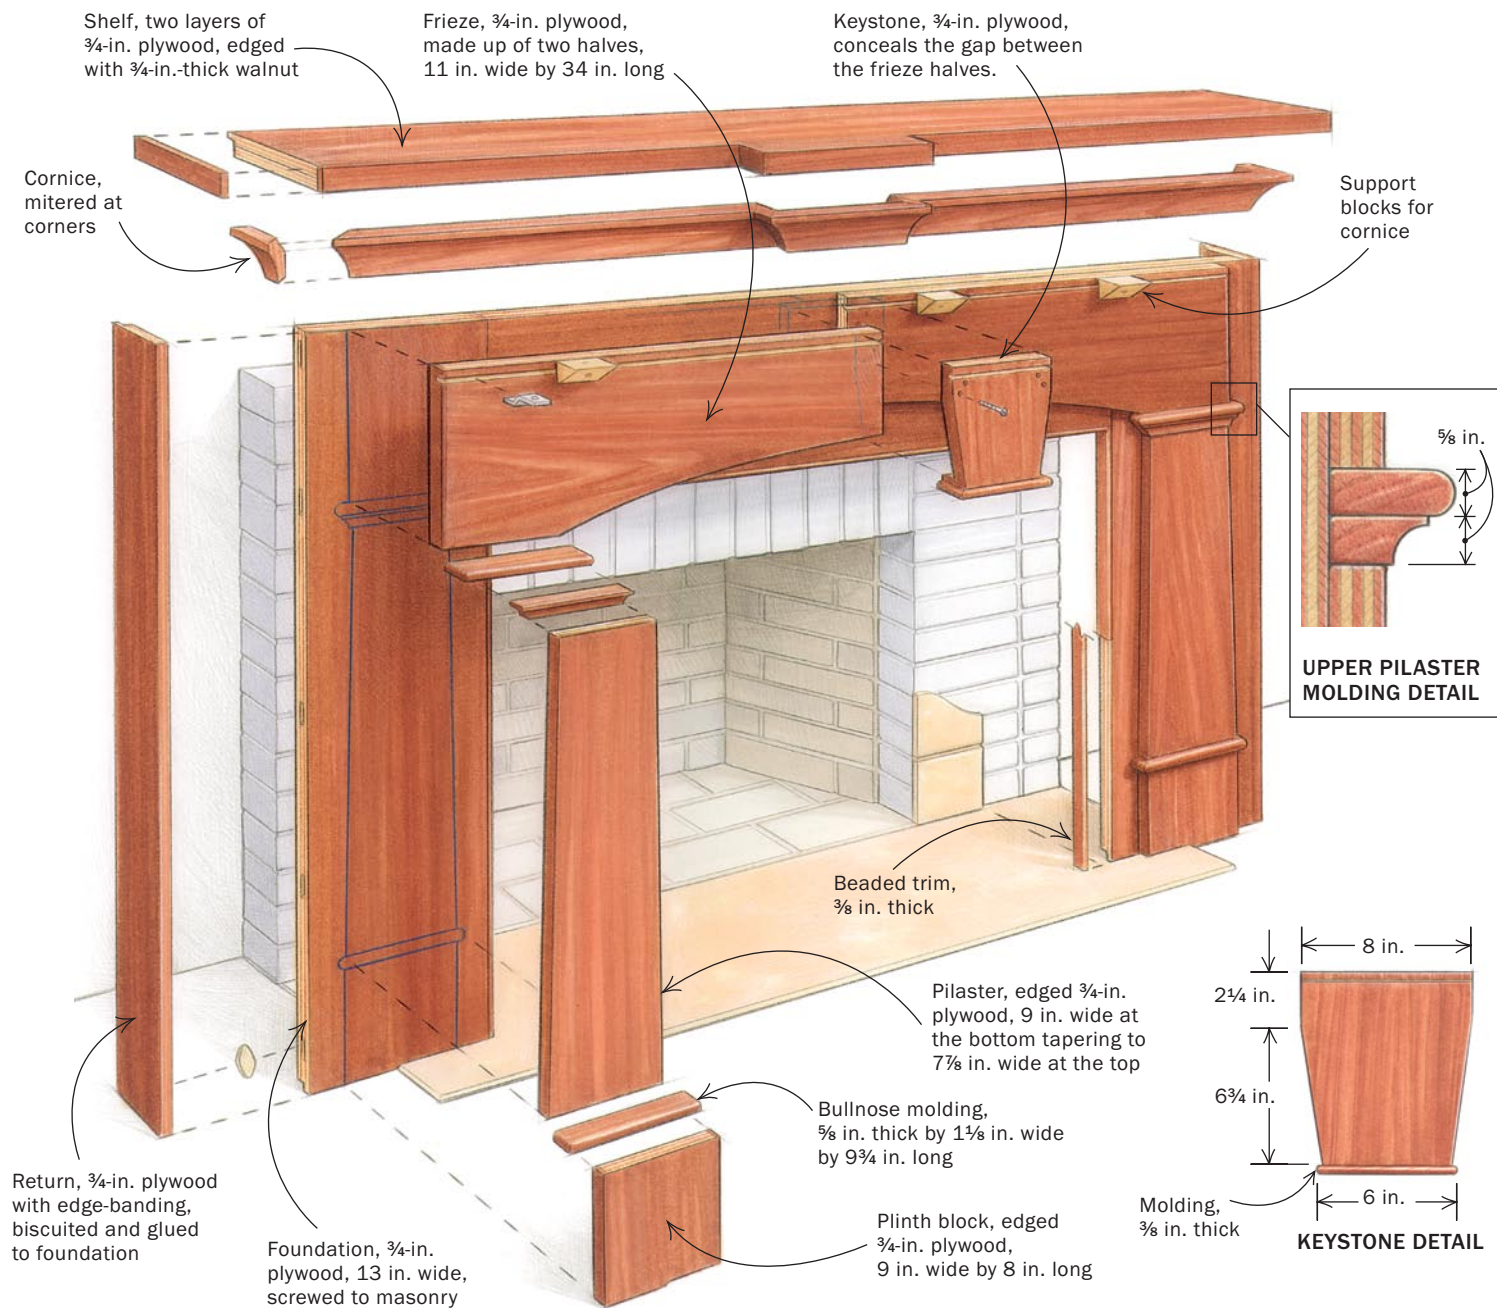 Shelf, two layers of
¾-in. plywood, edged
with ¾-in.-thick walnut
Frieze, ¾-in. plywood,
made up of two halves,
11 in. wide by 34 in. long
Keystone, ¾-in. plywood,
conceals the gap between
the frieze halves.
Cornice,
mitered at
corners
Support
blocks for
cornice
⅝ in.
UPPER PILASTER
MOLDING DETAIL
Beaded trim,
⅜ in. thick
Pilaster, edged ¾-in.
plywood, 9 in. wide at
the bottom tapering to
7⅞ in. wide at the top
Bullnose molding,
⅝ in. thick by 1⅛ in. wide
by 9¾ in. long
Plinth block, edged
¾-in. plywood,
9 in. wide by 8 in. long
Return, ¾-in. plywood
with edge-banding,
biscuited and glued
to foundation
Foundation, ¾-in.
plywood, 13 in. wide,
screwed to masonry
8 in.
2¼ in.
6¾ in.
6 in.
Molding,
⅜ in. thick
KEYSTONE DETAIL